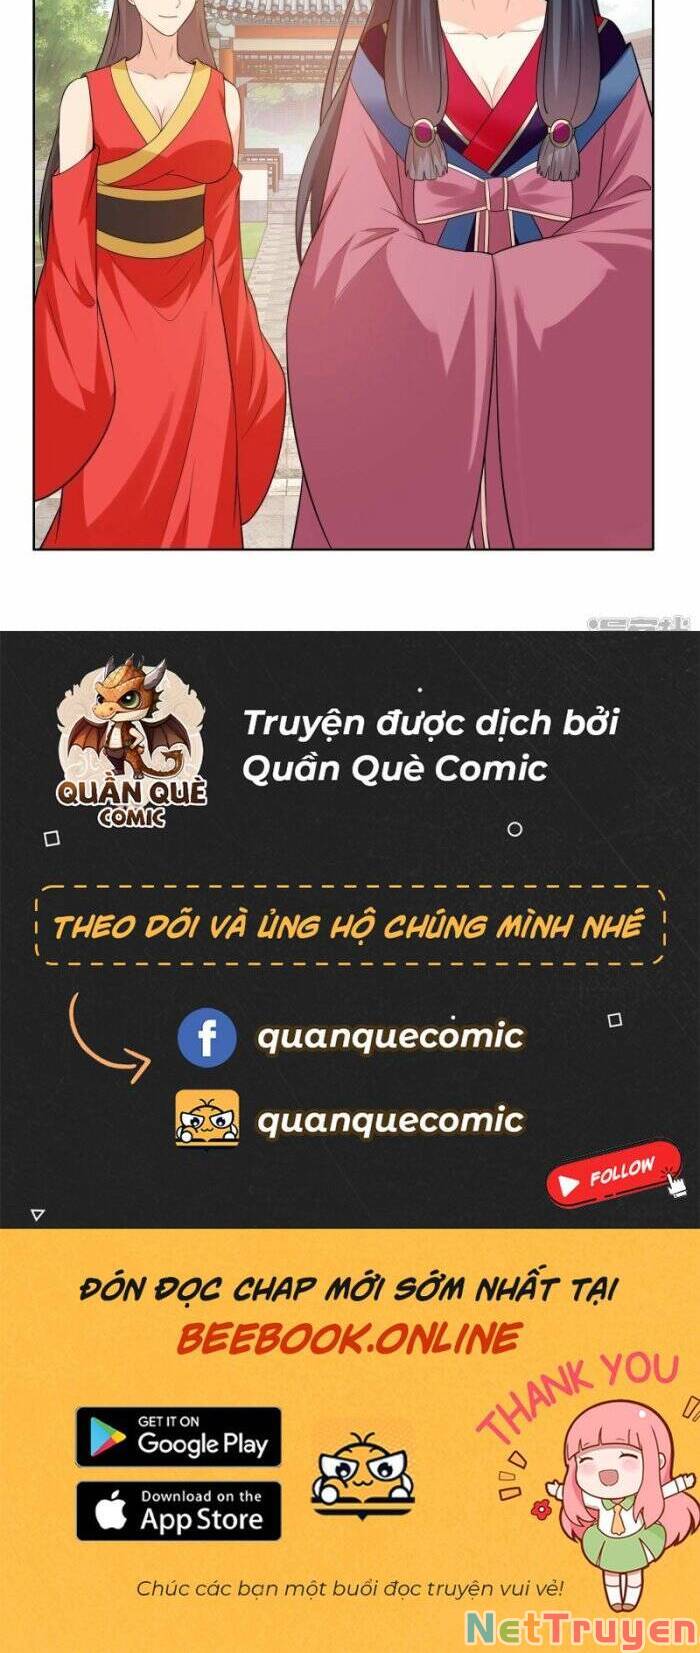 Truyện được dịch bởi
Quần Què Comic
QUẦN QUÈ
COMIC
THEO DÕI VÀ ỦNG HỘ CHÚNG MÌNH NHÉ
quanquecomic
quanquecomic
FOLLOW
ĐÓN ĐỌC CHAP MỚI SỚM NHẤT TẠI
BEEBOOK.ONLINE
THANK YOU
GET IT ON
Google Play
Download on the
App Store
Chúc các bạn một buổi đọc truyện vui vẻ!
NetTruyen